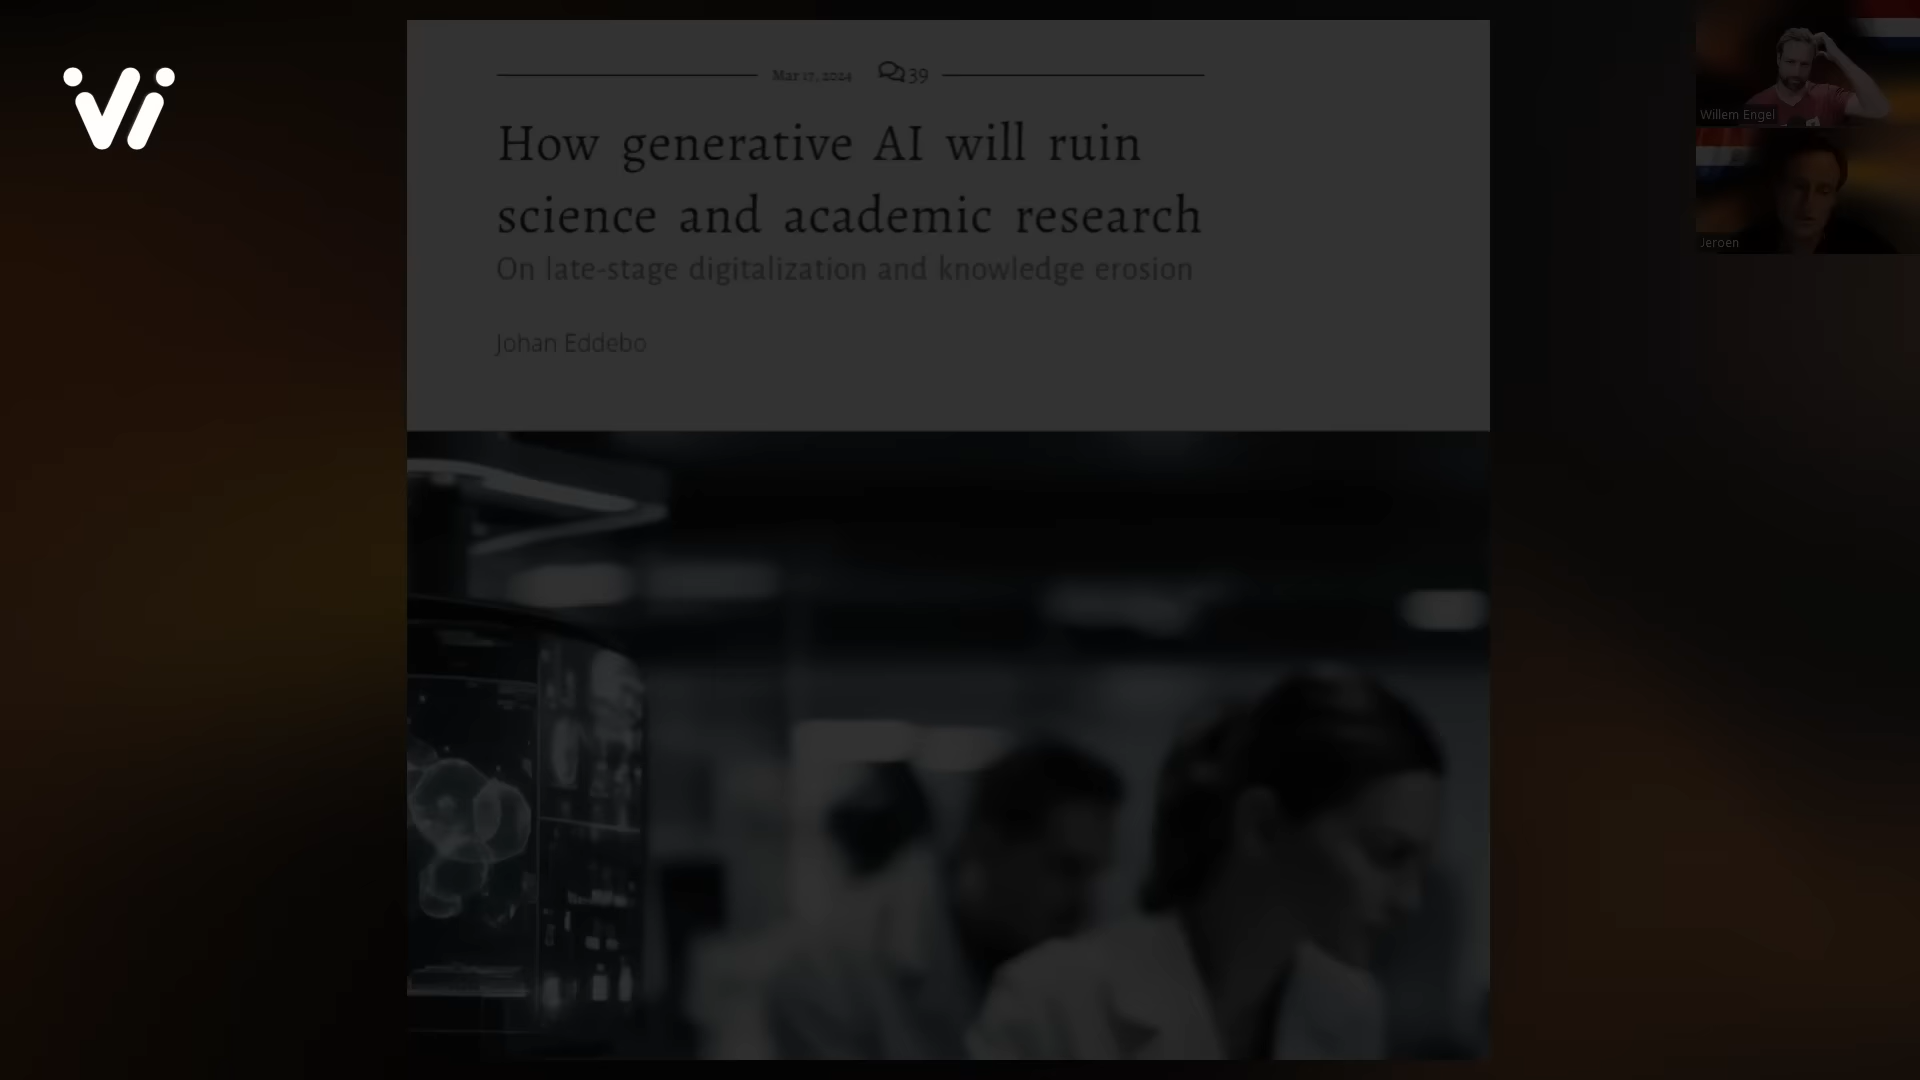 Mar 17, 2024 39
How generative AI will ruin
science and academic research
On late-stage digitalization and knowledge erosion
Johan Eddebo
Willem Engel
Jeroen
Vi